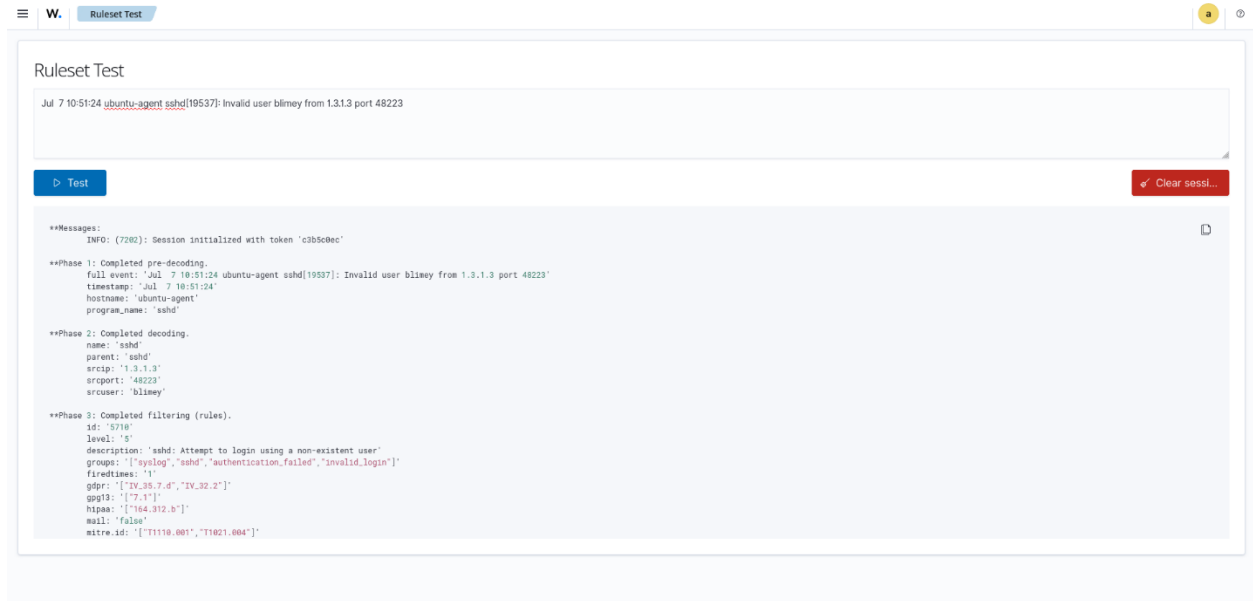 W.
Ruleset Test
a
Ruleset Test
Jul 7 10:51:24 ubuntu-agent sshd[19537]: Invalid user blimey from 1.3.1.3 port 48223
Test
Clear sessi...
**Messages:
INFO: (7202): Session initialized with token 'c3b5c0ec'
**Phase 1: Completed pre-decoding.
full event: 'Jul  7 10:51:24 ubuntu-agent sshd[19537]: Invalid user blimey from 1.3.1.3 port 48223'
timestamp: 'Jul  7 10:51:24'
hostname: 'ubuntu-agent'
program_name: 'sshd'
**Phase 2: Completed decoding.
name: 'sshd'
parent: 'sshd'
srcip: '1.3.1.3'
srcport: '48223'
srcuser: 'blimey'
**Phase 3: Completed filtering (rules).
id: '5710'
level: '5'
description: 'sshd: Attempt to login using a non-existent user'
groups: '["syslog","sshd","authentication_failed","invalid_login"]'
firedtimes: '1'
gdpr: '["IV_35.7.d","IV_32.2"]'
gpg13: '["7.1"]'
hipaa: '["164.312.b"]'
mail: 'false'
mitre.id: '["T1110.001","T1021.004"]'